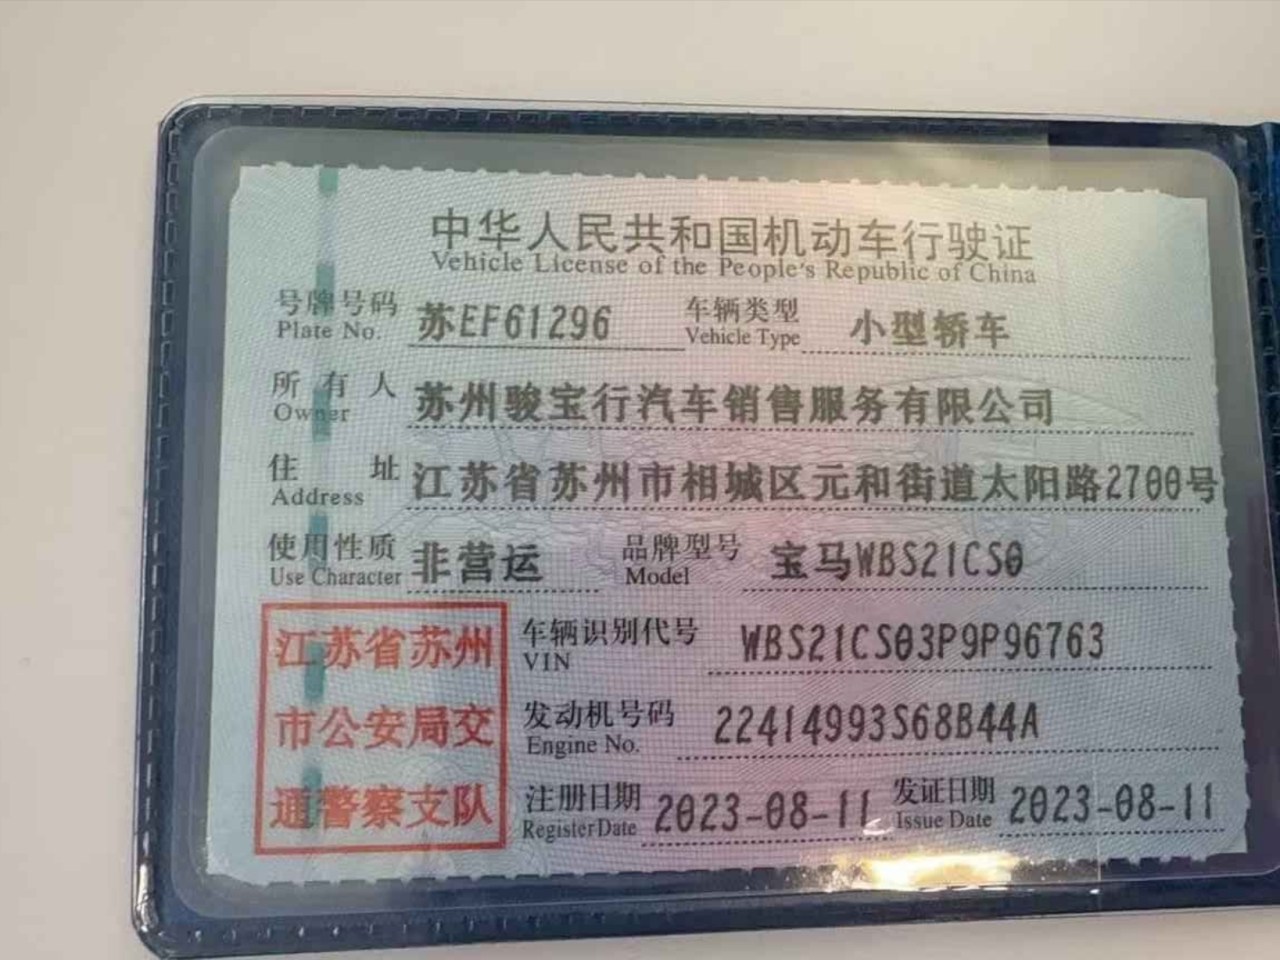 中华人民共和国机动车行驶证
Vehicle License of the People's Republic of China
号牌号码 苏EF61296 车辆类型 小型轿车
Plate No. Vehicle Type
所有人 苏州骏宝行汽车销售服务有限公司
Owner
住址 江苏省苏州市相城区元和街道太阳路2700号
Address
使用性质 非营运 品牌型号 宝马WBS21CS0
Use Character Model
江苏省苏州
市公安局交
通警察支队
车辆识别代号 WBS21CS03P9P96763
VIN
发动机号码 22414993S68B44A
Engine No.
注册日期 2023-08-11 发证日期 2023-08-11
Register Date Issue Date